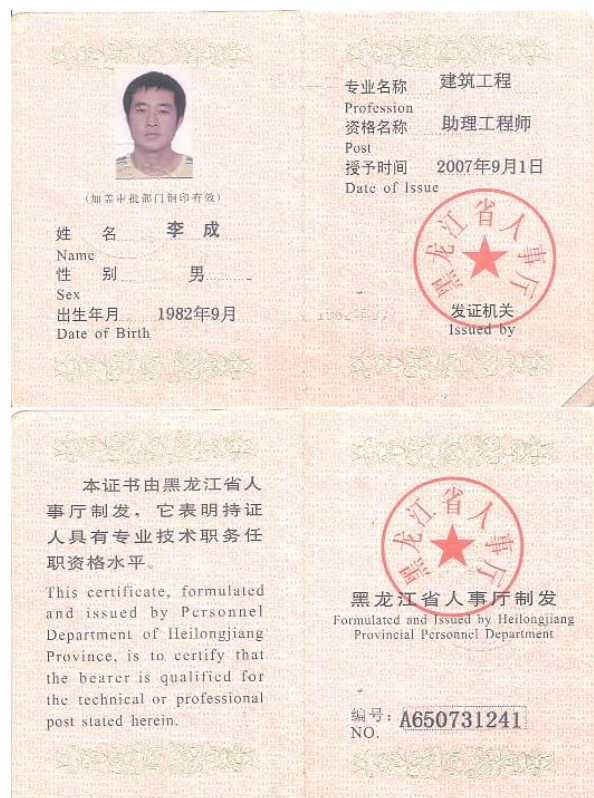 (加盖审批部门钢印有效)
姓 名 李 成
Name
性 别 男
Sex
出生年月 1982年9月
Date of Birth
专业名称 建筑工程
Profession
资格名称 助理工程师
Post
授予时间 2007年9月1日
Date of Issue
黑龙江省人事厅
发证机关
Issued by
本证书由黑龙江省人
事厅制发，它表明持证
人具有专业技术职务任
职资格水平。
This certificate, formulated
and issued by Personnel
Department of Heilongjiang
Province, is to certify that
the bearer is qualified for
the technical or professional
post stated herein.
黑龙江省人事厅
黑龙江省人事厅制发
Formulated and Issued by Heilongjiang
Provincial Personnel Department
编号：A650731241
NO.